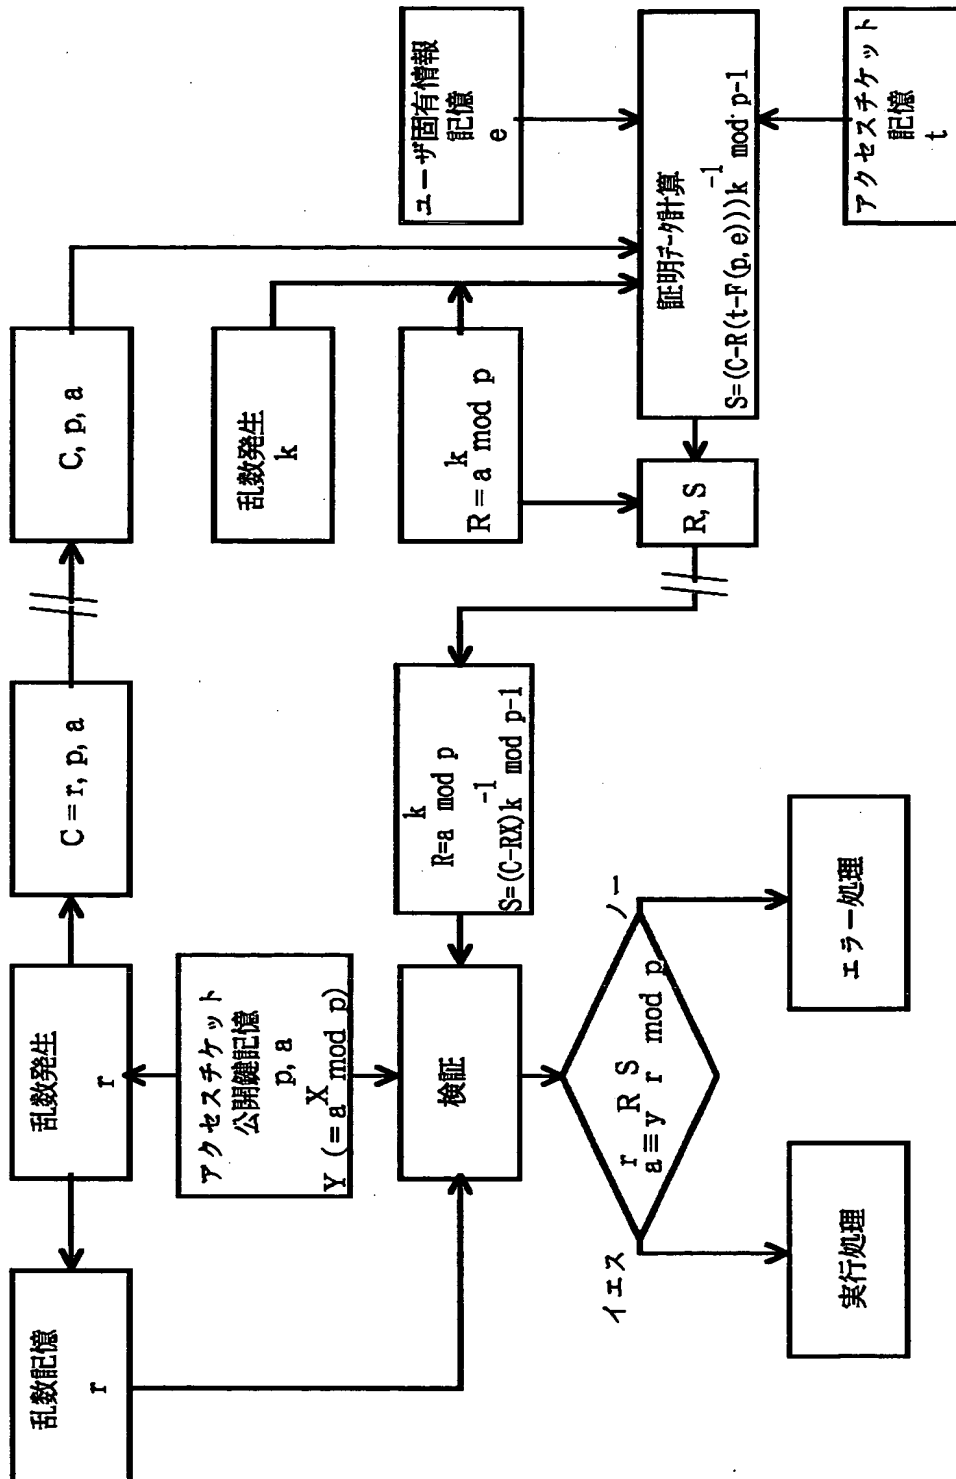 乱数記憶
r
乱数発生
r
C=r, p, a
C, p, a
アクセスチケット
公開鍵記憶
p, a
X
Y (=a mod p)
乱数発生
k
検証
k
R=a mod p
-1
S=(C-RX)k mod p-1
k
R=a mod p
ユーザ固有情報
記憶
e
イエス
r R S
a≡y r mod p
ノー
R, S
証明データ計算
-1
S=(C-R(t-F(p,e)))k mod p-1
アクセスチケット
記憶
t
実行処理
エラー処理